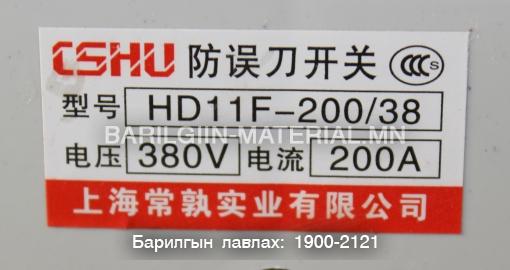 CSHU 防误刀开关 CCC S
型号 HD11F-200/38
BARILGIIN-MATERIAL.MN
电压 380V 电流 200A
上海常孰实业有限公司
Барилгын лавлах: 1900-2121